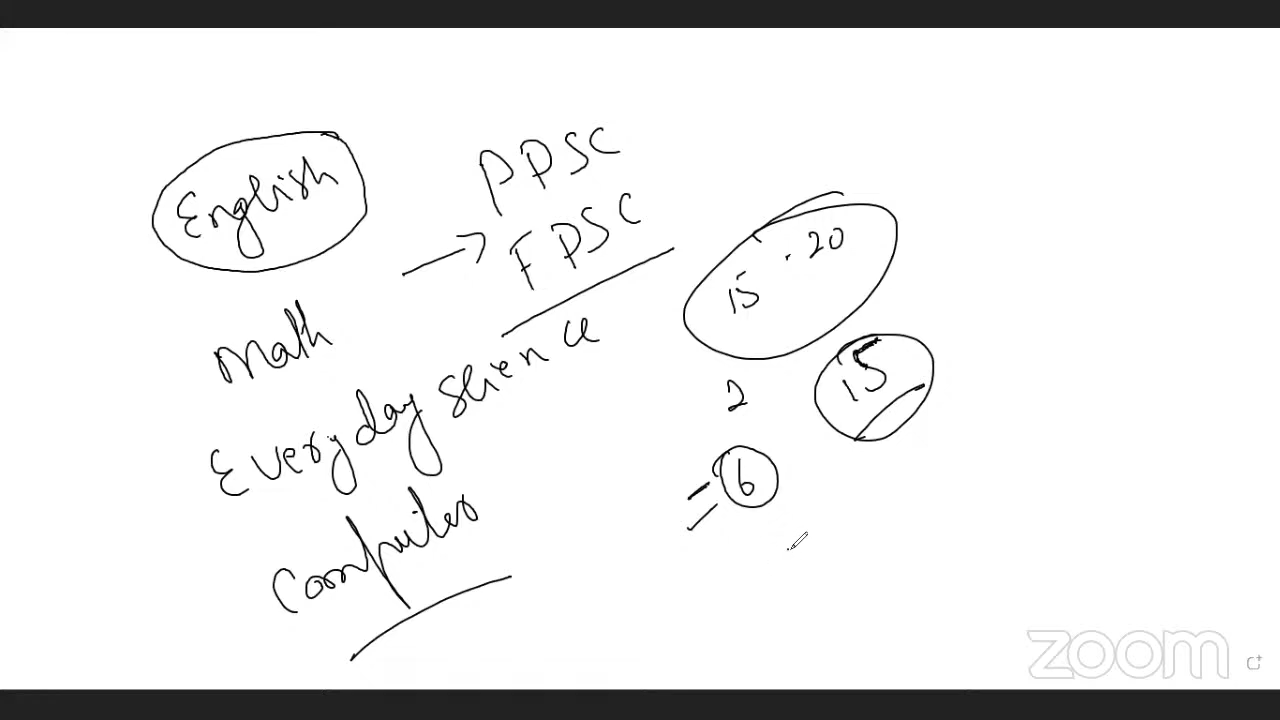 English
PPSC
→ FPSC
15 - 20
Math
15
Everyday science
2
= 6
Computer
zoom